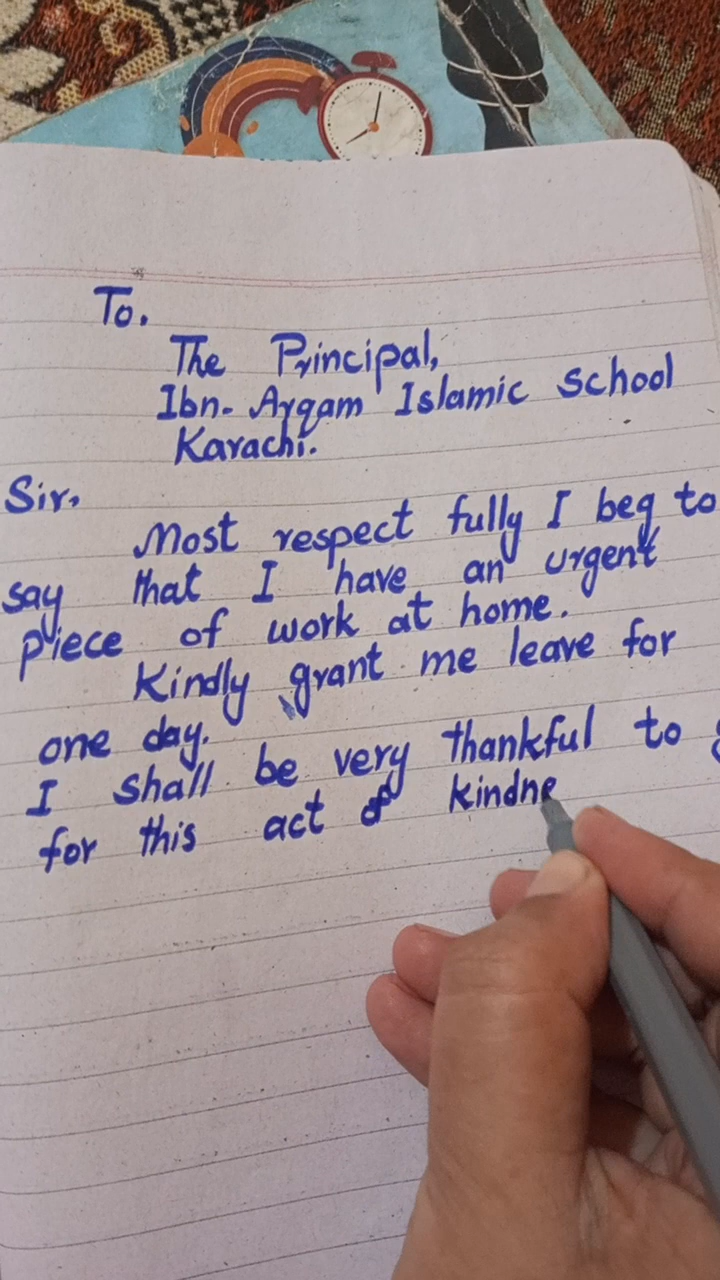 To,
The Principal,
Ibn- Arqam Islamic School
Karachi.
Sir,
Most respect fully I beg to
say that I have an urgent
piece of work at home.
Kindly grant me leave for
one day.
I shall be very thankful to
for this act of kindne